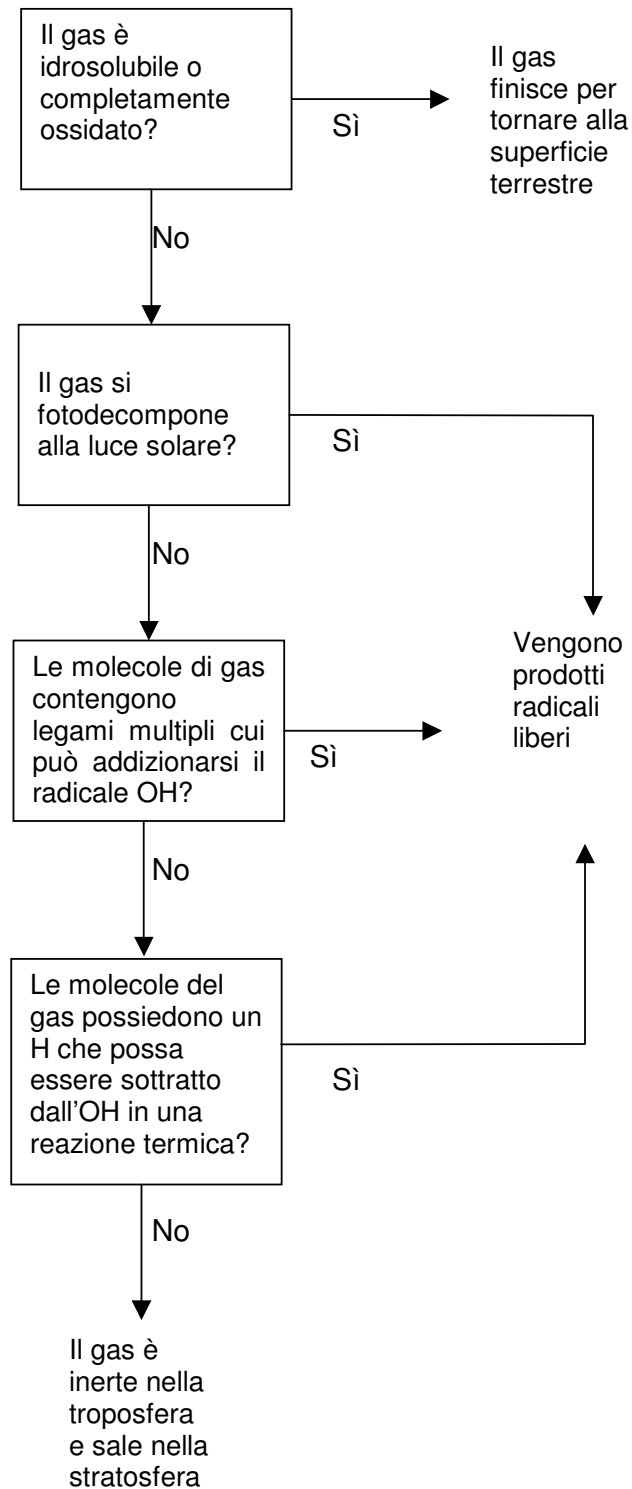 Il gas è
idrosolubile o
completamente
ossidato?
Sì
Il gas
finisce per
tornare alla
superficie
terrestre
No
Il gas si
fotodecompone
alla luce solare?
Sì
No
Vengono
prodotti
radicali
liberi
Le molecole di gas
contengono
legami multipli cui
può addizionarsi il
radicale OH?
Sì
No
Le molecole del
gas possiedono un
H che possa
essere sottratto
dall'OH in una
reazione termica?
Sì
No
Il gas è
inerte nella
troposfera
e sale nella
stratosfera